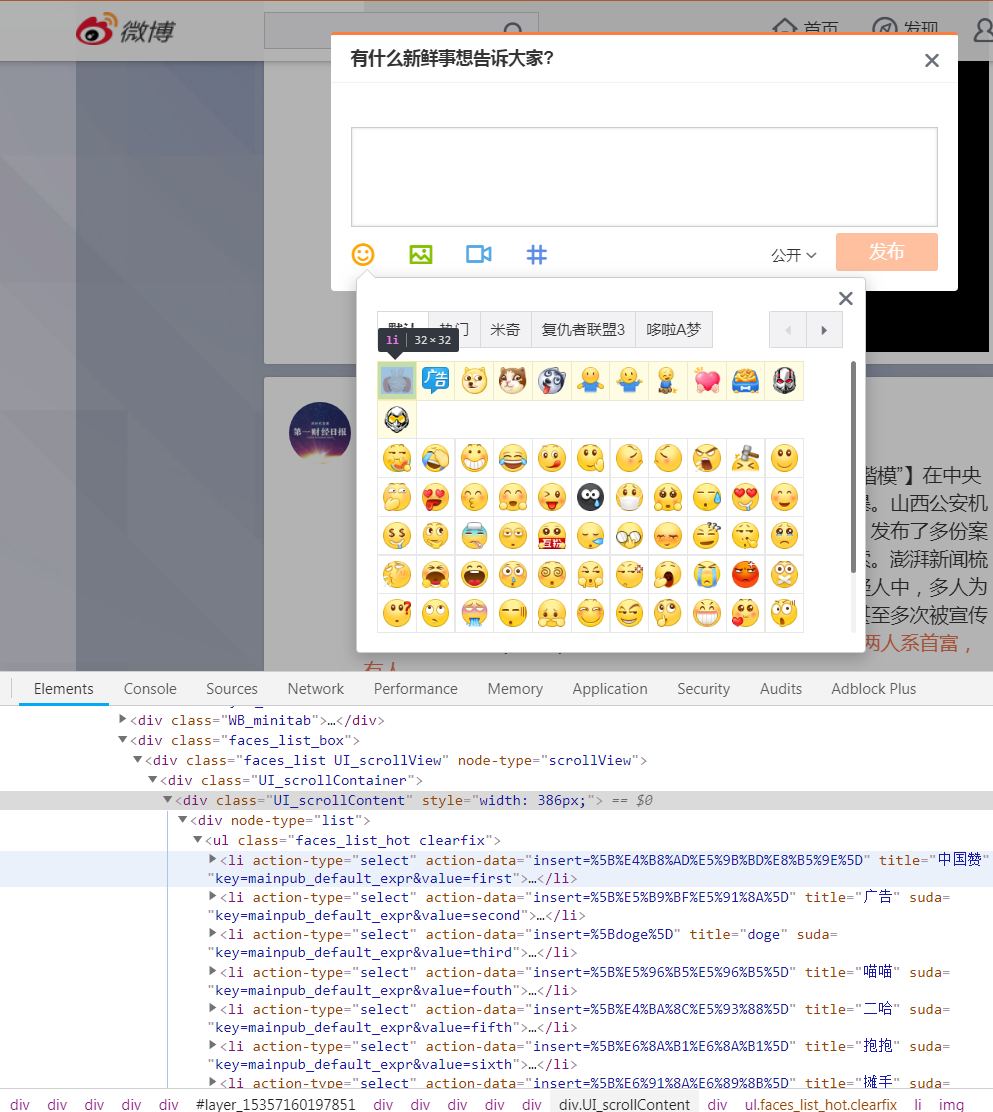 微博
首页
发现
有什么新鲜事想告诉大家?
公开
发布
热门
米奇
复仇者联盟3
哆啦A梦
li 32×32
广告
互粉
第一财经日报
楷模”】在中央
山西公安机
发布了多份案
澎湃新闻梳
人中，多人为
甚至多次被宣传
两人系首富，
有人
Elements Console Sources Network Performance Memory Application Security Audits Adblock Plus
<div class="WB_minitab">…</div>
<div class="faces_list_box">
<div class="faces_list UI_scrollView" node-type="scrollView">
<div class="UI_scrollContainer">
<div class="UI_scrollContent" style="width: 386px;"> == $0
<div node-type="list">
<ul class="faces_list_hot clearfix">
<li action-type="select" action-data="insert=%5B%E4%B8%AD%E5%9B%BD%E8%B5%9E%5D" title="中国赞"
"key=mainpub_default_expr&value=first">…</li>
<li action-type="select" action-data="insert=%5B%E5%B9%BF%E5%91%8A%5D" title="广告" suda=
"key=mainpub_default_expr&value=second">…</li>
<li action-type="select" action-data="insert=%5Bdoge%5D" title="doge" suda=
"key=mainpub_default_expr&value=third">…</li>
<li action-type="select" action-data="insert=%5B%E5%96%B5%E5%96%B5%5D" title="喵喵" suda=
"key=mainpub_default_expr&value=fouth">…</li>
<li action-type="select" action-data="insert=%5B%E4%BA%8C%E5%93%88%5D" title="二哈" suda=
"key=mainpub_default_expr&value=fifth">…</li>
<li action-type="select" action-data="insert=%5B%E6%8A%B1%E6%8A%B1%5D" title="抱抱" suda=
"key=mainpub_default_expr&value=sixth">…</li>
<li action-type="select" action-data="insert=%5B%E6%91%8A%E6%89%8B%5D" title="摊手" suda=
div div div div div #layer_15357160197851 div div div div div div.UI_scrollContent div ul.faces_list_hot.clearfix li img